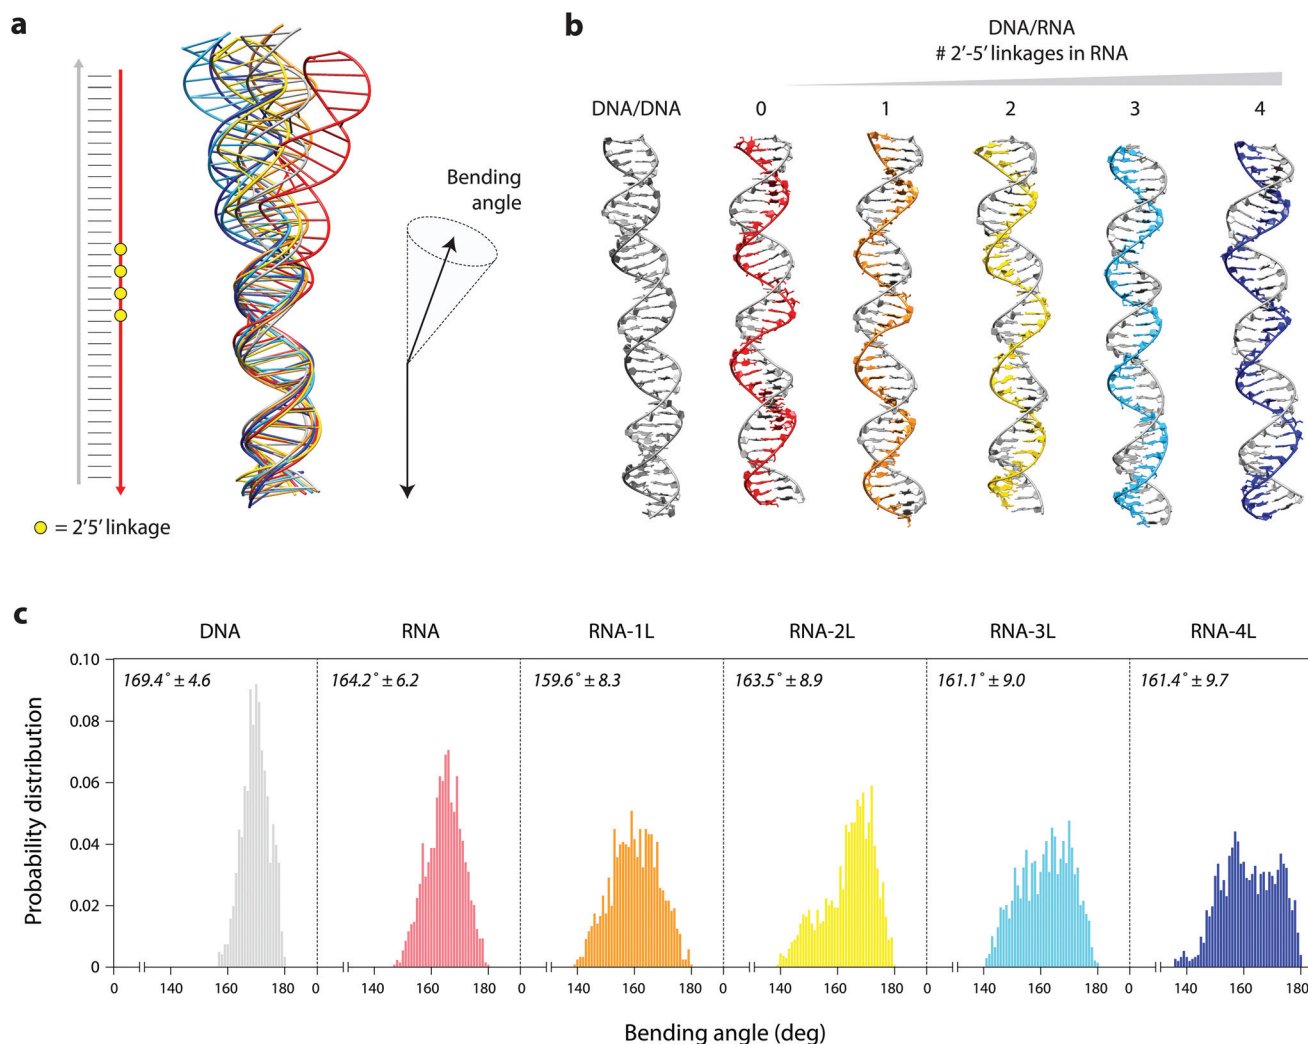 a
Bending
angle
= 2'5' linkage
b
DNA/RNA
# 2'-5' linkages in RNA
DNA/DNA 0 1 2 3 4
c
DNA RNA RNA-1L RNA-2L RNA-3L RNA-4L
0.10
169.4° ± 4.6 164.2° ± 6.2 159.6° ± 8.3 163.5° ± 8.9 161.1° ± 9.0 161.4° ± 9.7
0.08
0.06
0.04
0.02
0
Probability distribution
0 140 160 180 0 140 160 180 0 140 160 180 0 140 160 180 0 140 160 180 0 140 160 180
Bending angle (deg)